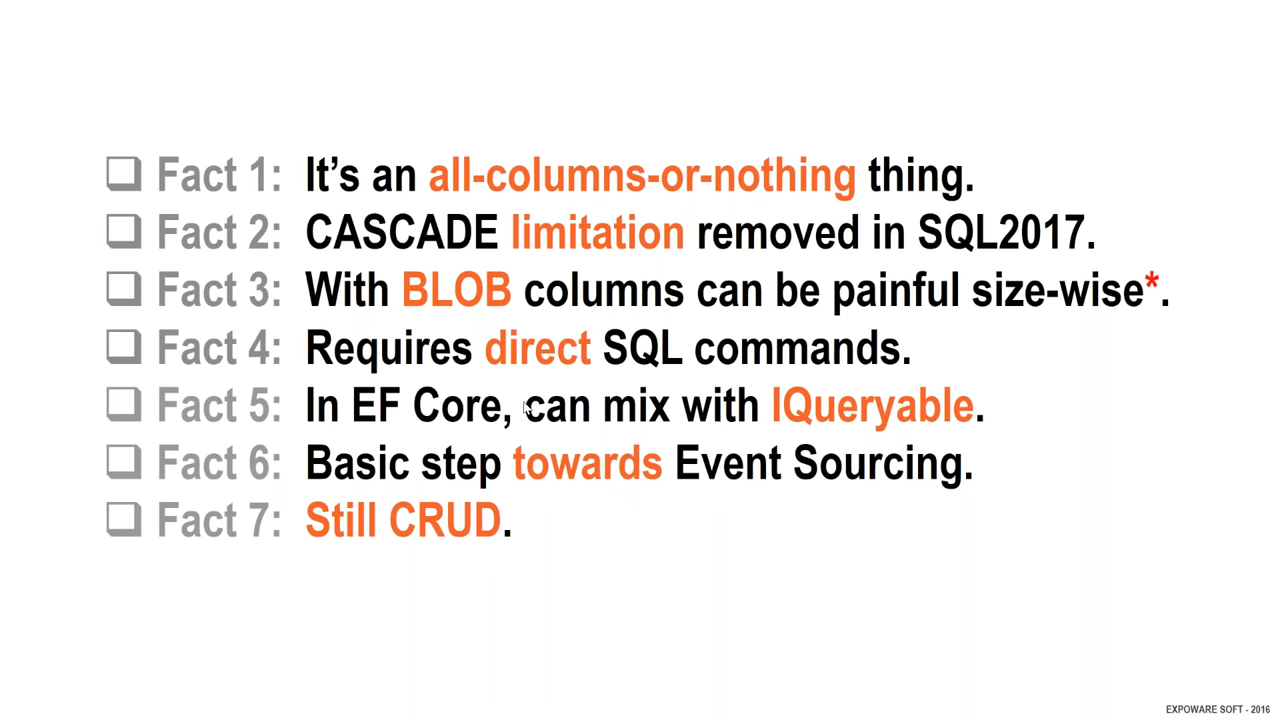 Fact 1: It’s an all-columns-or-nothing thing.
Fact 2: CASCADE limitation removed in SQL2017.
Fact 3: With BLOB columns can be painful size-wise*.
Fact 4: Requires direct SQL commands.
Fact 5: In EF Core, can mix with IQueryable.
Fact 6: Basic step towards Event Sourcing.
Fact 7: Still CRUD.
EXPOWARE SOFT - 2016